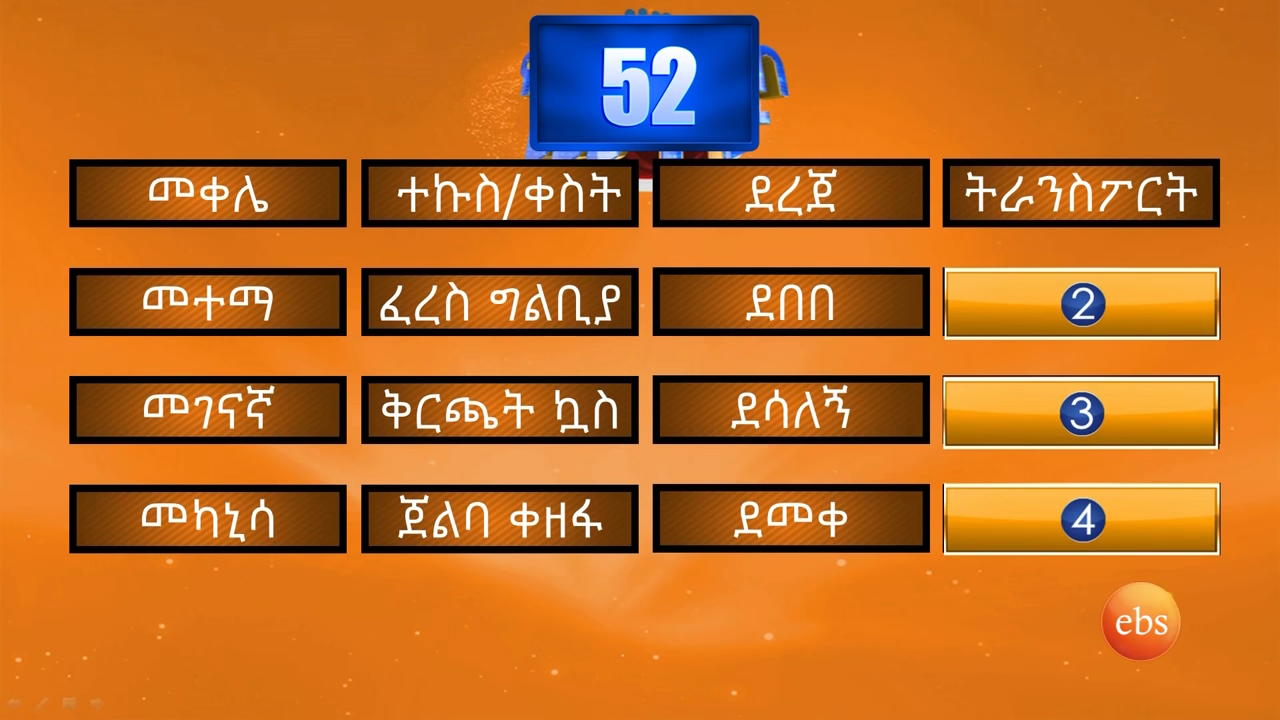 52
መቀሌ ተኩስ/ቀስት ደረጀ ትራንስፖርት
መተማ ፈረስ ግልቢያ ደበበ 2
መገናኛ ቅርጫት ኳስ ደሳለኝ 3
መካኒሳ ጀልባ ቀዘፋ ደመቀ 4
ebs